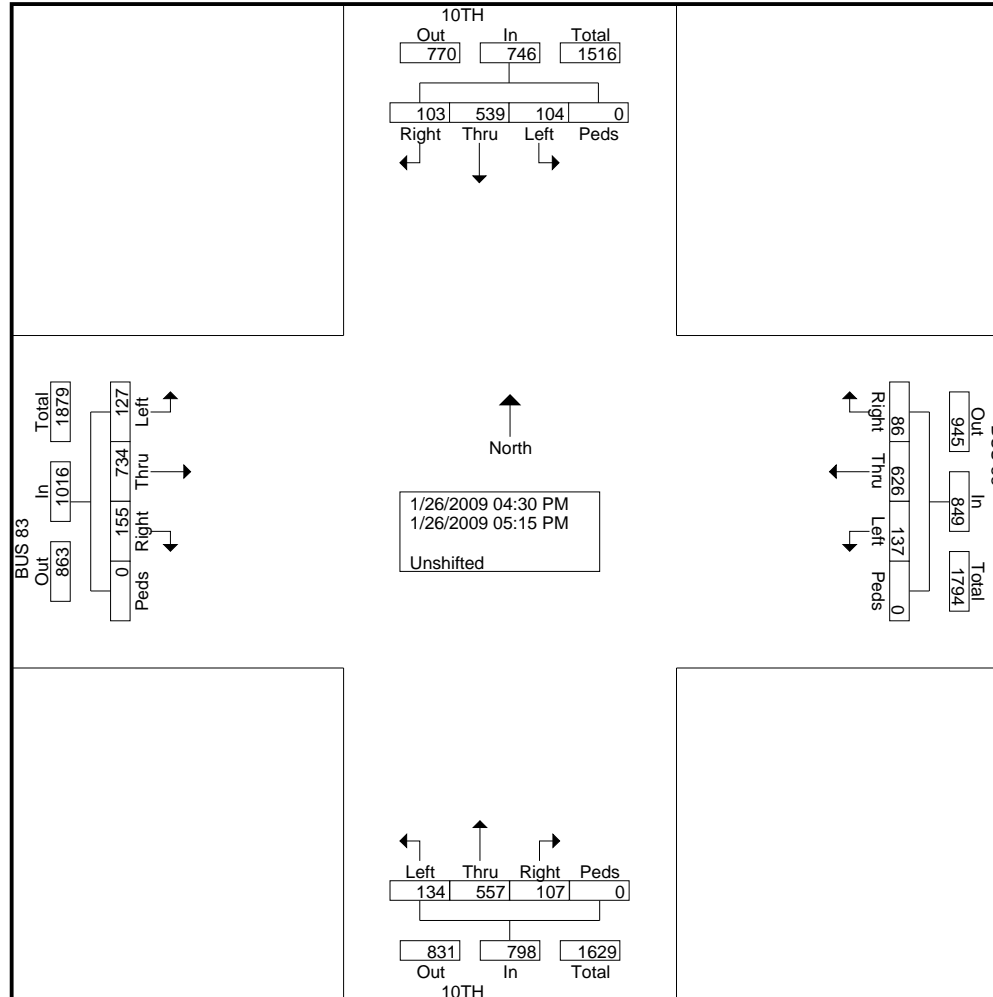 10TH
Out In Total
770 746 1516
103 539 104 0
Right Thru Left Peds
Total 1879
In 1016
BUS 83
Out 863
Left 127
Thru 734
Right 155
Peds 0
North
1/26/2009 04:30 PM
1/26/2009 05:15 PM
Unshifted
Right 86
Thru 626
Left 137
Peds 0
Out 945
In 849
Total 1794
Left Thru Right Peds
134 557 107 0
831 798 1629
Out In Total
10TH